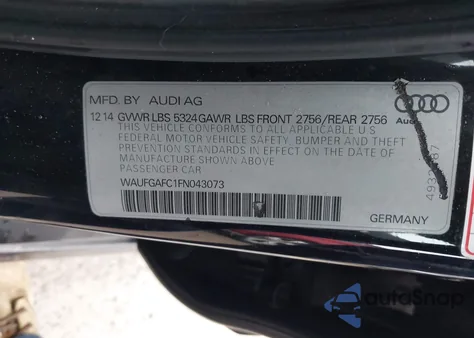 MFD. BY AUDI AG
12 14 GVWR LBS 5324 GAWR LBS FRONT 2756/REAR 2756
THIS VEHICLE CONFORMS TO ALL APPLICABLE U S
FEDERAL MOTOR VEHICLE SAFETY, BUMPER AND THEFT
PREVENTION STANDARDS IN EFFECT ON THE DATE OF
MANUFACTURE SHOWN ABOVE
PASSENGER CAR
WAUFGAFC1FN043073
GERMANY
autoSnap